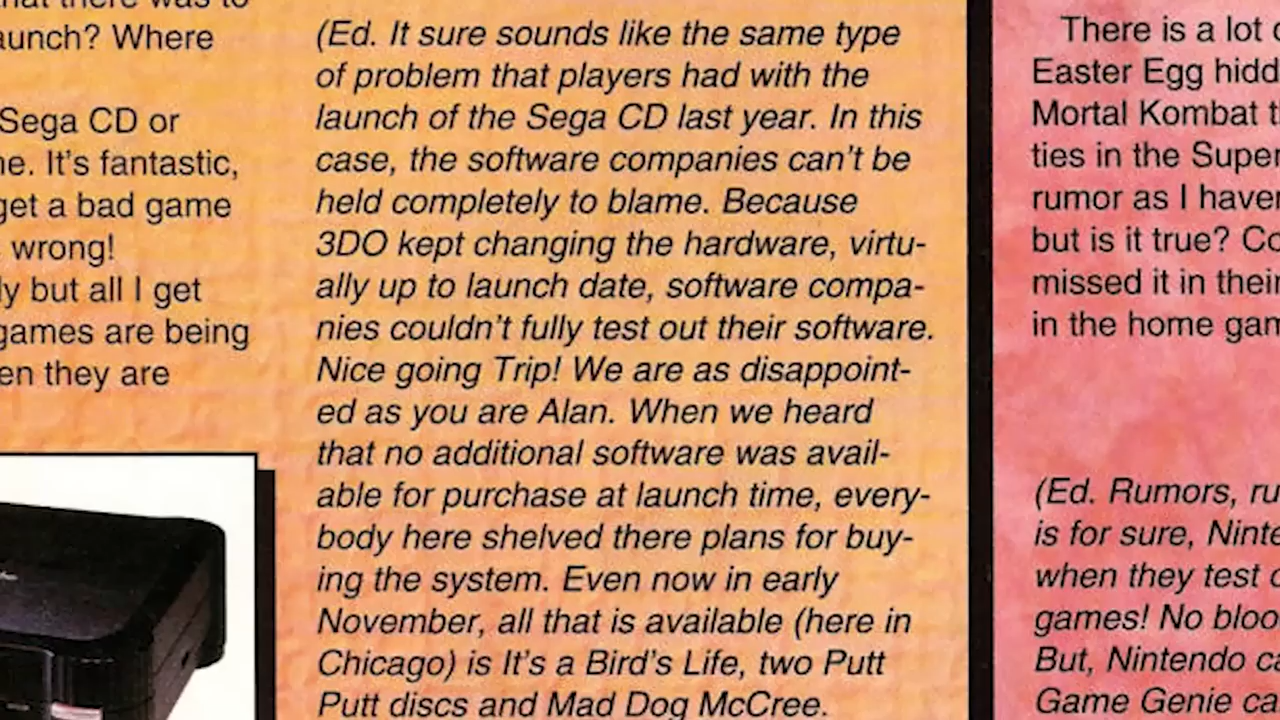 that there was to
aunch? Where
Sega CD or
ne. It's fantastic,
get a bad game
wrong!
ly but all I get
games are being
en they are
(Ed. It sure sounds like the same type
of problem that players had with the
launch of the Sega CD last year. In this
case, the software companies can't be
held completely to blame. Because
3DO kept changing the hardware, virtu-
ally up to launch date, software compa-
nies couldn't fully test out their software.
Nice going Trip! We are as disappoint-
ed as you are Alan. When we heard
that no additional software was avail-
able for purchase at launch time, every-
body here shelved there plans for buy-
ing the system. Even now in early
November, all that is available (here in
Chicago) is It's a Bird's Life, two Putt
Putt discs and Mad Dog McCree.
There is a lot
Easter Egg hidd
Mortal Kombat t
ties in the Super
rumor as I haven
but is it true? Co
missed it in their
in the home gam
(Ed. Rumors, ru
is for sure, Ninte
when they test
games! No bloo
But, Nintendo ca
Game Genie ca